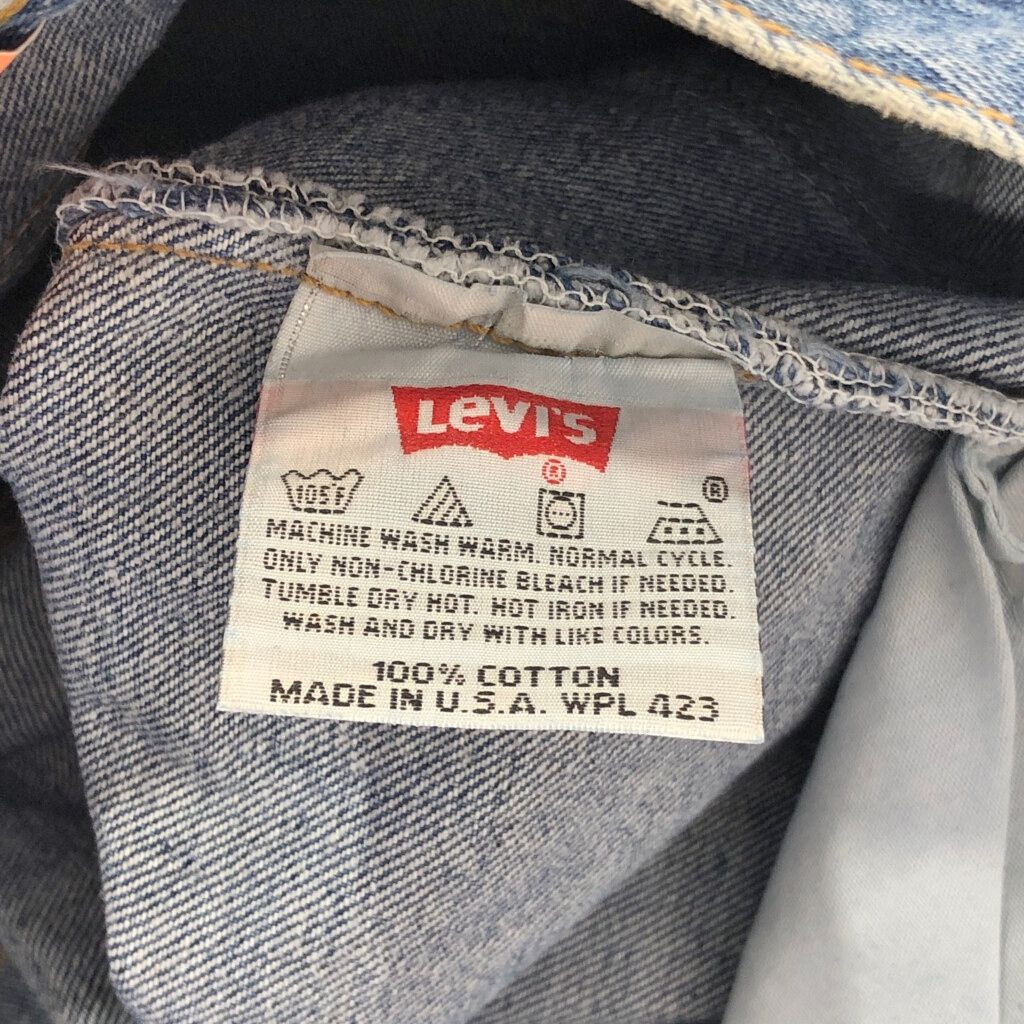 Levi's
®
105F
®
MACHINE WASH WARM. NORMAL CYCLE.
ONLY NON-CHLORINE BLEACH IF NEEDED.
TUMBLE DRY HOT. HOT IRON IF NEEDED.
WASH AND DRY WITH LIKE COLORS.
100% COTTON
MADE IN U.S.A. WPL 423